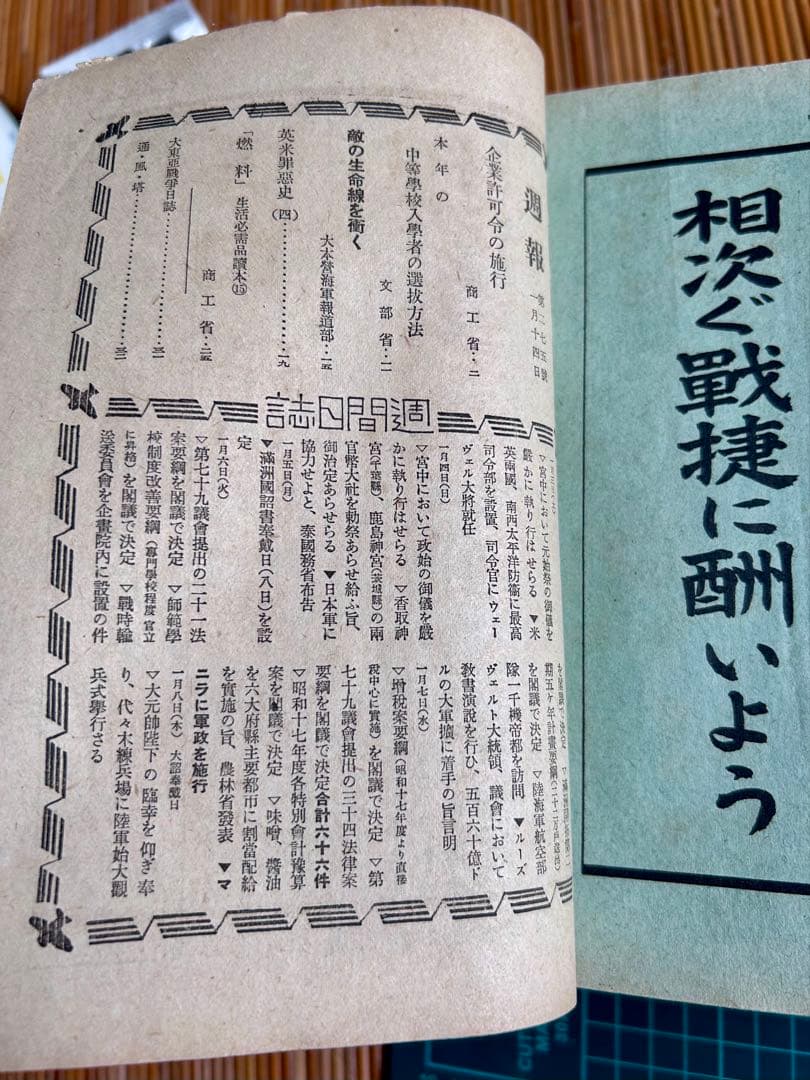 相次ぐ戰捷に酬いよう
週報
第二七五號
一月十四日
企業許可令の施行
商工省‥二
本年の
中等學校入學者の選拔方法
文部省‥一一
敵の生命線を衝く
大本營海軍報道部‥一五
英米罪惡史(四)‥‥‥‥‥一九
「燃料」生活必需品讀本⑮
商工省‥二五
大東亞戰爭日誌‥‥‥‥‥
通・風・塔‥‥‥‥‥
週間日誌
▽宮中において元始祭の御儀を
嚴かに執り行はせらる ▼米
英兩國、南西太平洋防衞に最高
司令部を設置、司令官にウェー
ヴェル大將就任
一月四日(日)
▽宮中において政始の御儀を嚴
かに執り行はせらる ▽香取神
宮(千葉縣)、鹿島神宮(茨城縣)の兩
官幣大社を勅祭あらせ給ふ旨、
御治定あらせらる ▼日本軍に
協力せよと、泰國務省布告
一月五日(月)
▼滿洲國詔書奉戴日(八日)を設
定
一月六日(火)
▽第七十九議會提出の二十一法
案要綱を閣議で決定 ▽師範學
校制度改善要綱(專門學校程度官立
に昇格)を閣議で決定 ▽戰時輸
送委員會を企畫院内に設置の件
を閣議で決定
期五ケ年計畫要綱
を閣議で決定 ▽陸海軍航空部
隊一千機帝都を訪問 ▼ルーズ
ヴェルト大統領、議會において
教書演説を行ひ、五百六十億ド
ルの大軍擴に着手の旨言明
一月七日(水)
▽增税案要綱(昭和十七年度より直接
税中心に實施)を閣議で決定 ▽第
七十九議會提出の三十四法律案
要綱を閣議で決定合計六十六件
▽昭和十七年度各特別會計豫算
案を閣議で決定 ▽味噌、醬油
を六大府縣主要都市に割當配給
を實施の旨、農林省發表 ▼マ
ニラに軍政を施行
一月八日(木) 大詔奉戴日
▽大元帥陛下の臨幸を仰ぎ奉
り、代々木練兵場に陸軍始大觀
兵式擧行さる